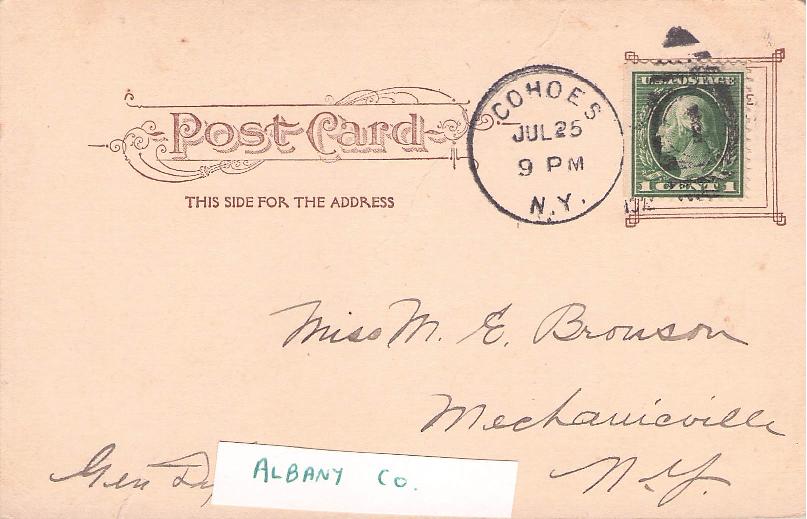 POST CARD
THIS SIDE FOR THE ADDRESS
COHOES
JUL 25
9 PM
N.Y.
U.S. POSTAGE
1 CENT 1
Miss M. E. Bronson
Mechanicville
N.Y.
Gen
ALBANY CO.